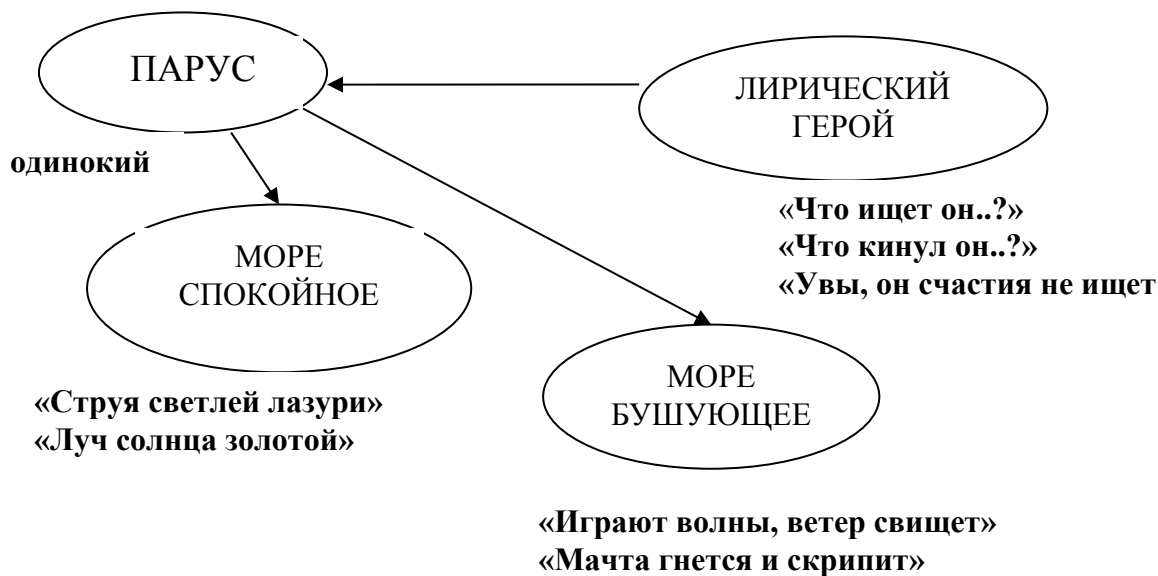 ПАРУС
ЛИРИЧЕСКИЙ
ГЕРОЙ
одинокий
«Что ищет он..?»
«Что кинул он..?»
«Увы, он счастия не ищет
МОРЕ
СПОКОЙНОЕ
«Струя светлей лазури»
«Луч солнца золотой»
МОРЕ
БУШУЮЩЕЕ
«Играют волны, ветер свищет»
«Мачта гнется и скрипит»